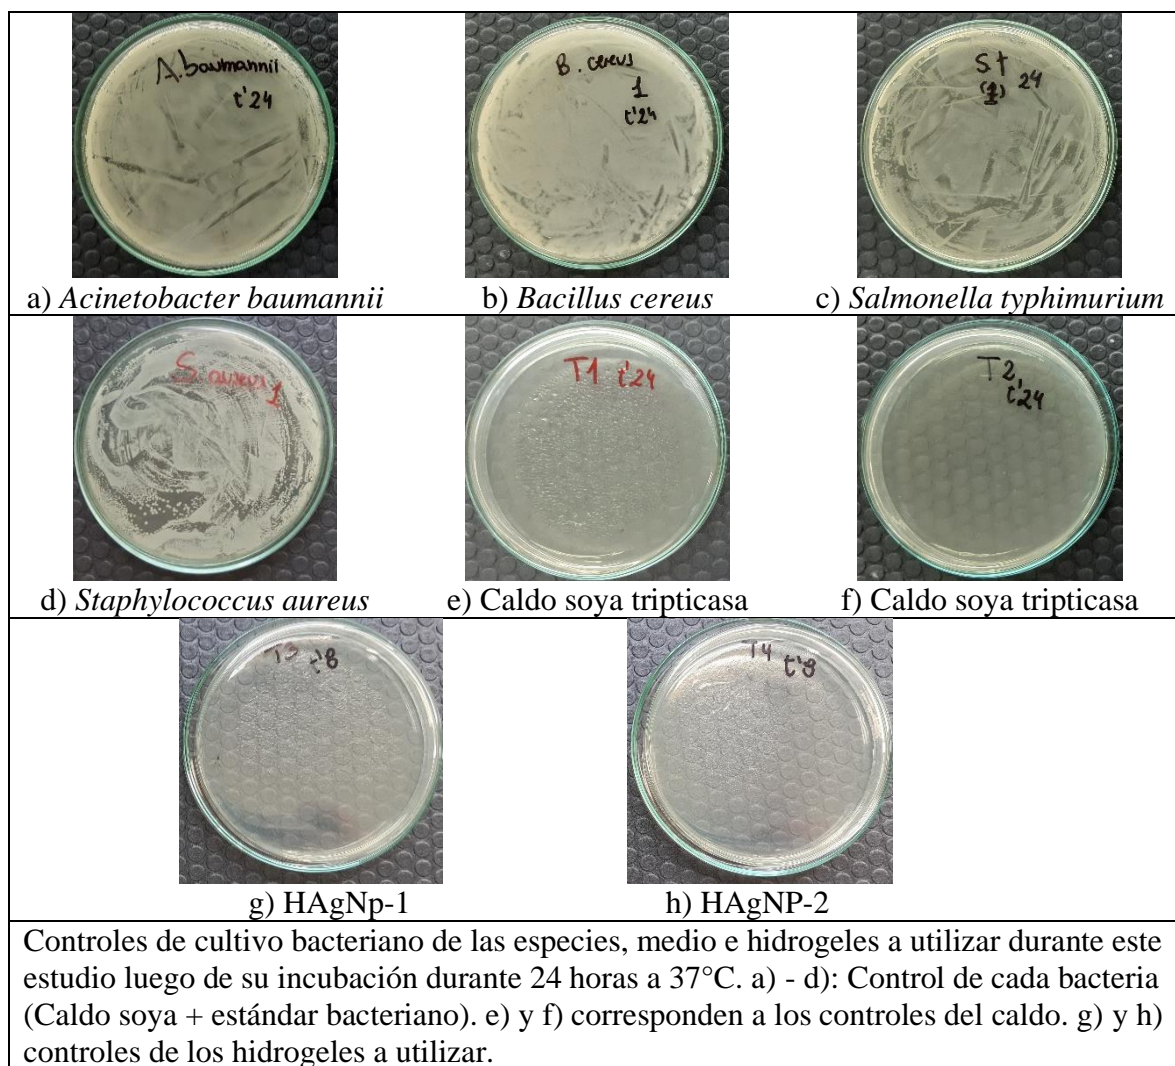 A.baumannii
t'24
B. cereus
1
t'24
St 24
(1)
a) Acinetobacter baumannii
b) Bacillus cereus
c) Salmonella typhimurium
S aureus 1
T1 t'24
T2
t'24
d) Staphylococcus aureus
e) Caldo soya tripticasa
f) Caldo soya tripticasa
T3
t'8
T4
t'8
g) HAgNp-1
h) HAgNP-2
Controles de cultivo bacteriano de las especies, medio e hidrogeles a utilizar durante este
estudio luego de su incubación durante 24 horas a 37°C. a) - d): Control de cada bacteria
(Caldo soya + estándar bacteriano). e) y f) corresponden a los controles del caldo. g) y h)
controles de los hidrogeles a utilizar.